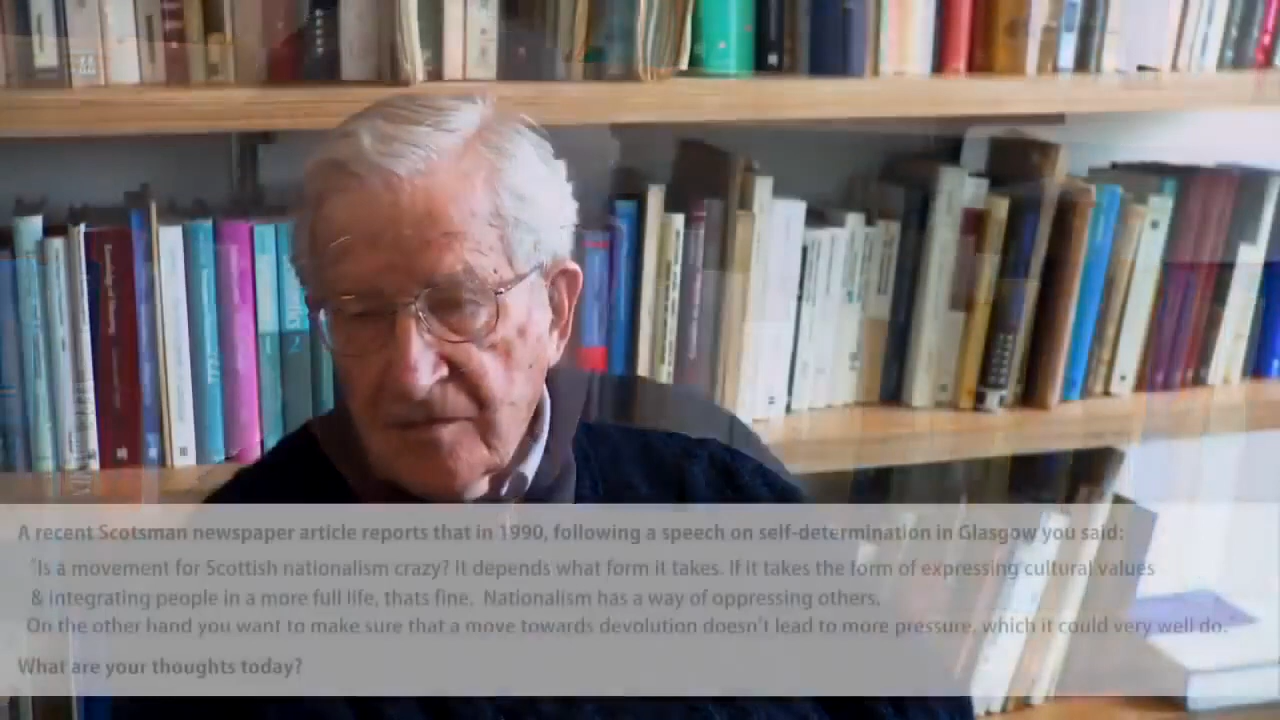 A recent Scotsman newspaper article reports that in 1990, following a speech on self-determination in Glasgow you said:
"Is a movement for Scottish nationalism crazy? It depends what form it takes. If it takes the form of expressing cultural values
& integrating people in a more full life, thats fine. Nationalism has a way of oppressing others.
On the other hand you want to make sure that a move towards devolution doesn't lead to more pressure, which it could very well do.
What are your thoughts today?